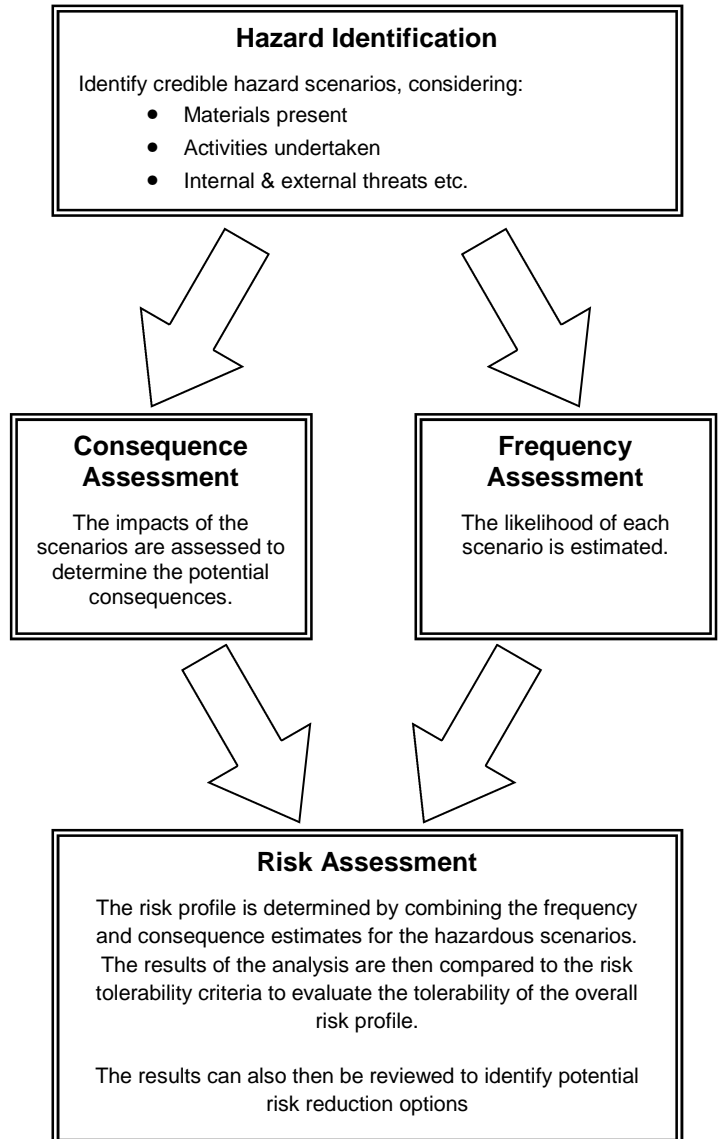 Hazard Identification
Identify credible hazard scenarios, considering:
• Materials present
• Activities undertaken
• Internal & external threats etc.
Consequence
Assessment
The impacts of the
scenarios are assessed to
determine the potential
consequences.
Frequency
Assessment
The likelihood of each
scenario is estimated.
Risk Assessment
The risk profile is determined by combining the frequency
and consequence estimates for the hazardous scenarios.
The results of the analysis are then compared to the risk
tolerability criteria to evaluate the tolerability of the overall
risk profile.
The results can also then be reviewed to identify potential
risk reduction options